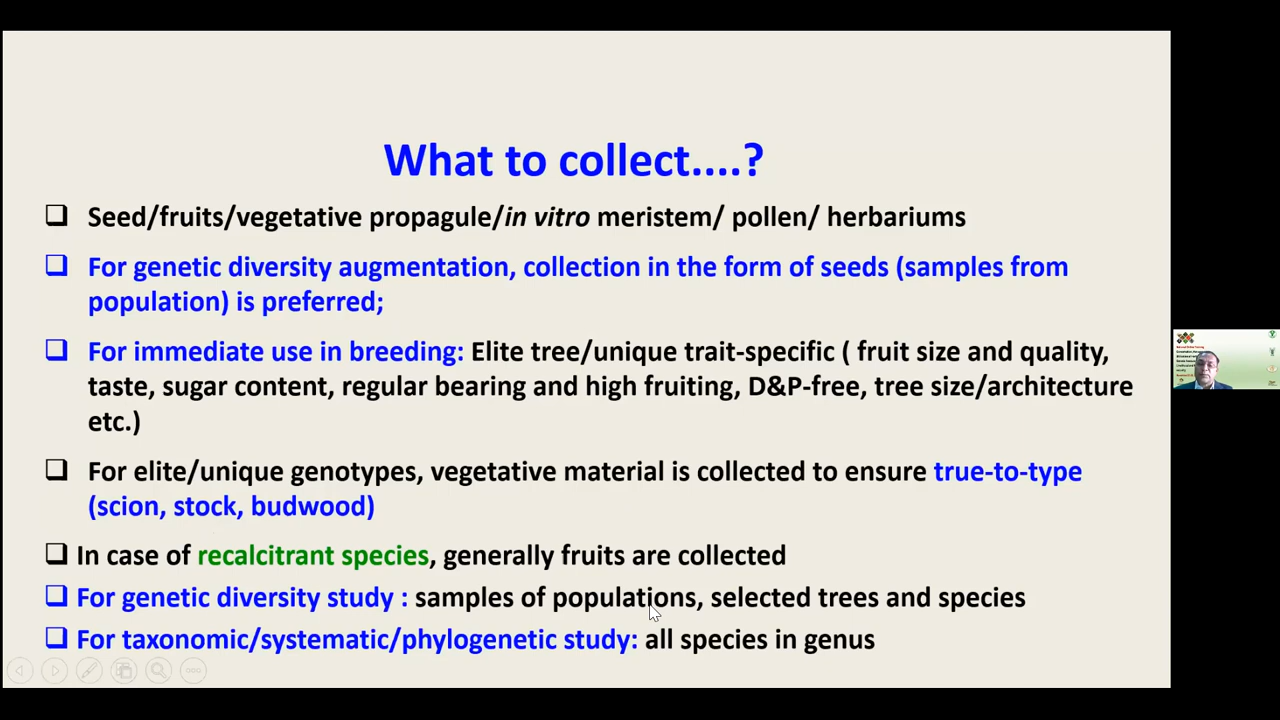 What to collect....?
❑ Seed/fruits/vegetative propagule/in vitro meristem/ pollen/ herbariums
❑ For genetic diversity augmentation, collection in the form of seeds (samples from
population) is preferred;
❑ For immediate use in breeding: Elite tree/unique trait-specific ( fruit size and quality,
taste, sugar content, regular bearing and high fruiting, D&P-free, tree size/architecture
etc.)
❑ For elite/unique genotypes, vegetative material is collected to ensure true-to-type
(scion, stock, budwood)
❑ In case of recalcitrant species, generally fruits are collected
❑ For genetic diversity study : samples of populations, selected trees and species
❑ For taxonomic/systematic/phylogenetic study: all species in genus